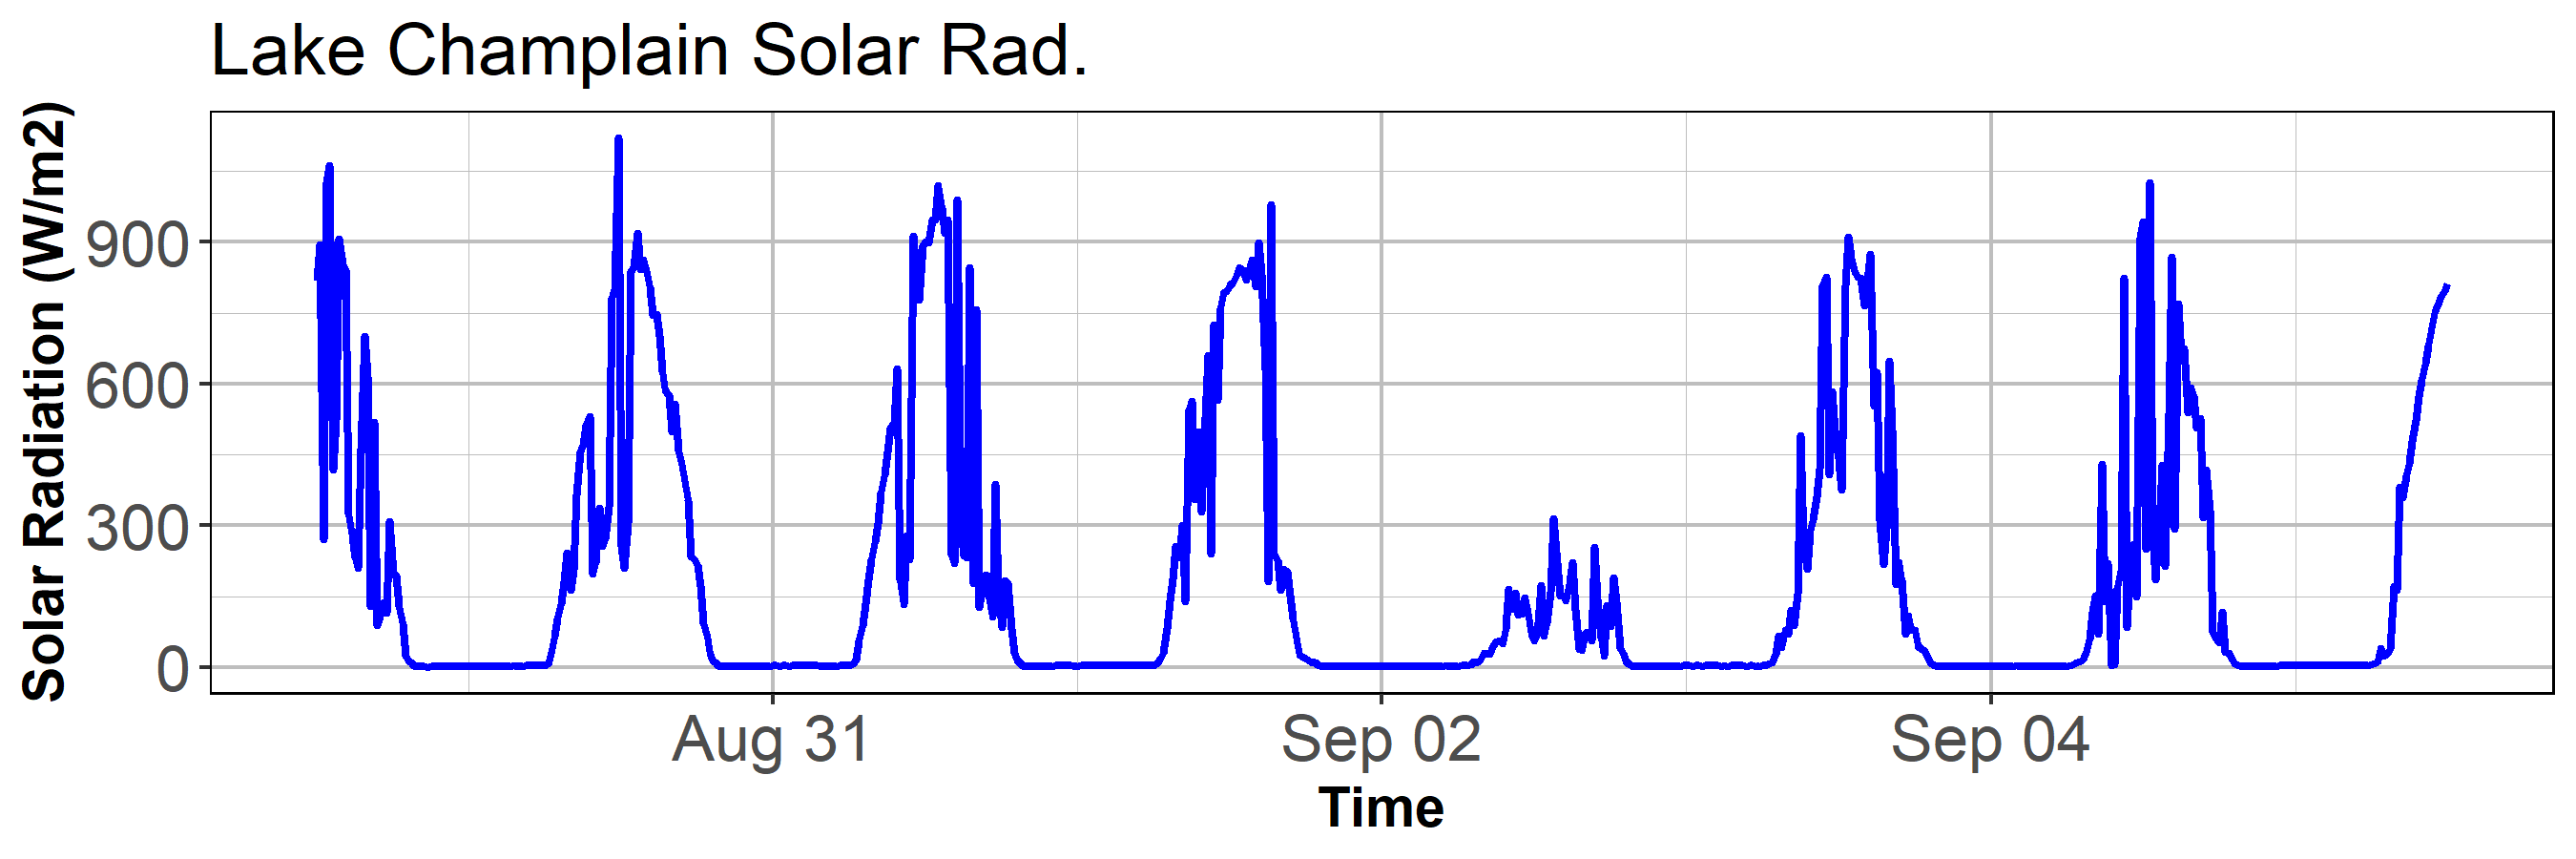 Lake Champlain Solar Rad.
Solar Radiation (W/m2)
900
600
300
0
Aug 31 Sep 02 Sep 04
Time